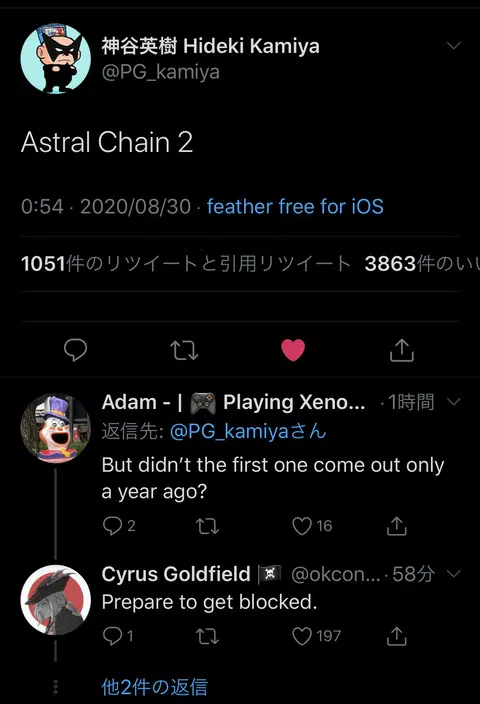 神谷英樹 Hideki Kamiya
@PG_kamiya
Astral Chain 2
0:54 · 2020/08/30 · feather free for iOS
1051件のリツイートと引用リツイート 3863件のいい
Adam - | 🎮 Playing Xeno... · 1時間
返信先: @PG_kamiyaさん
But didn’t the first one come out only
a year ago?
2 16
Cyrus Goldfield 🏴‍☠️ @okcon... · 58分
Prepare to get blocked.
1 197
他2件の返信